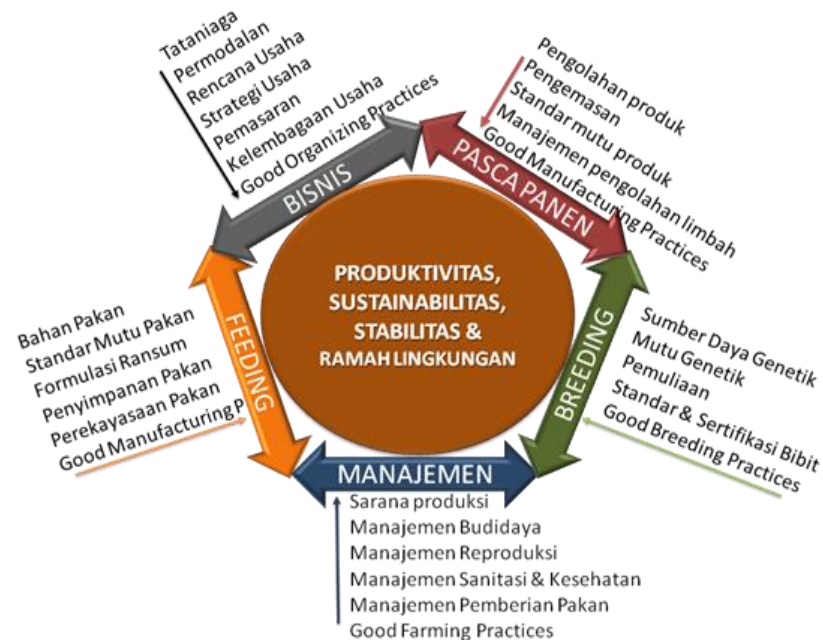 Tataniaga
Permodalan
Rencana Usaha
Strategi Usaha
Pemasaran
Kelembagaan Usaha
Good Organizing Practices
BISNIS
Pengolahan produk
Pengemasan
Standar mutu produk
Manajemen pengolahan limbah
Good Manufacturing Practices
PASCA PANEN
PRODUKTIVITAS,
SUSTAINABILITAS,
STABILITAS &
RAMAH LINGKUNGAN
Bahan Pakan
Standar Mutu Pakan
Formulasi Ransum
Penyimpanan Pakan
Perekayasaan Pakan
Good Manufacturing P
FEEDING
BREEDING
Sumber Daya Genetik
Mutu Genetik
Pemuliaan
Standar & Sertifikasi Bibit
Good Breeding Practices
MANAJEMEN
Sarana produksi
Manajemen Budidaya
Manajemen Reproduksi
Manajemen Sanitasi & Kesehatan
Manajemen Pemberian Pakan
Good Farming Practices